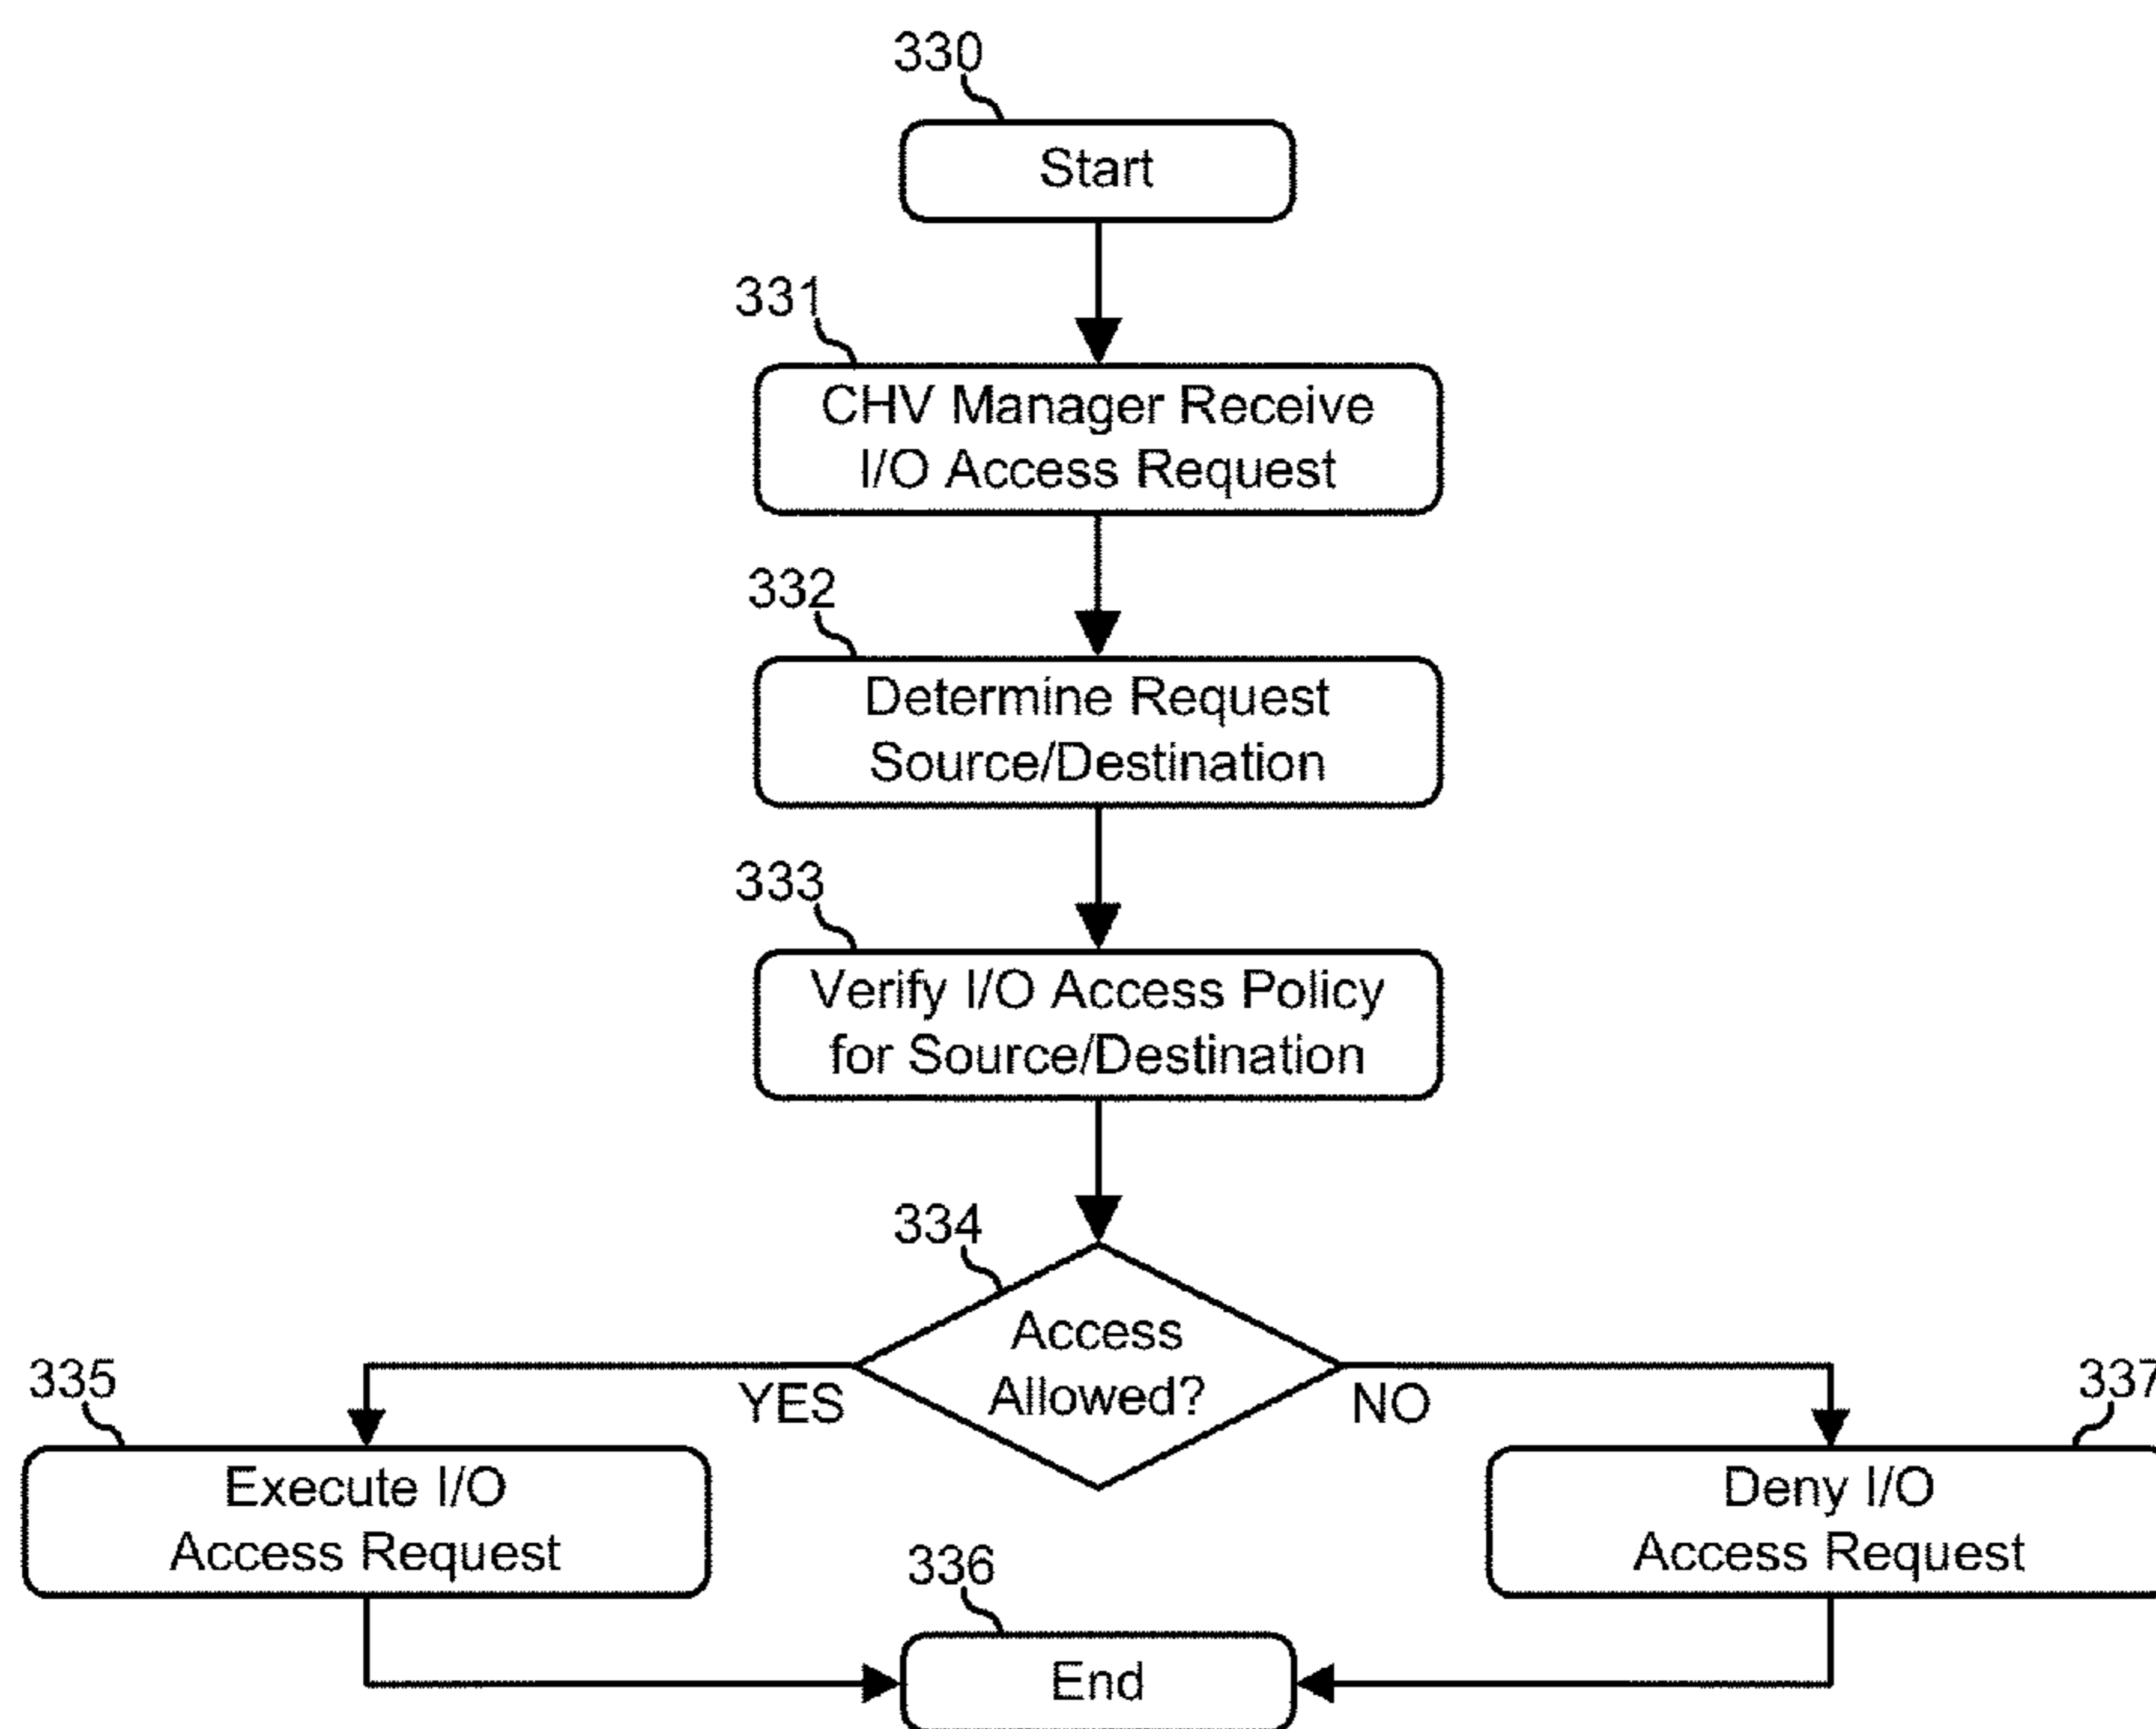 330
Start
331
CHV Manager Receive
I/O Access Request
332
Determine Request
Source/Destination
333
Verify I/O Access Policy
for Source/Destination
334
Access
Allowed?
YES
NO
335
Execute I/O
Access Request
337
Deny I/O
Access Request
336
End